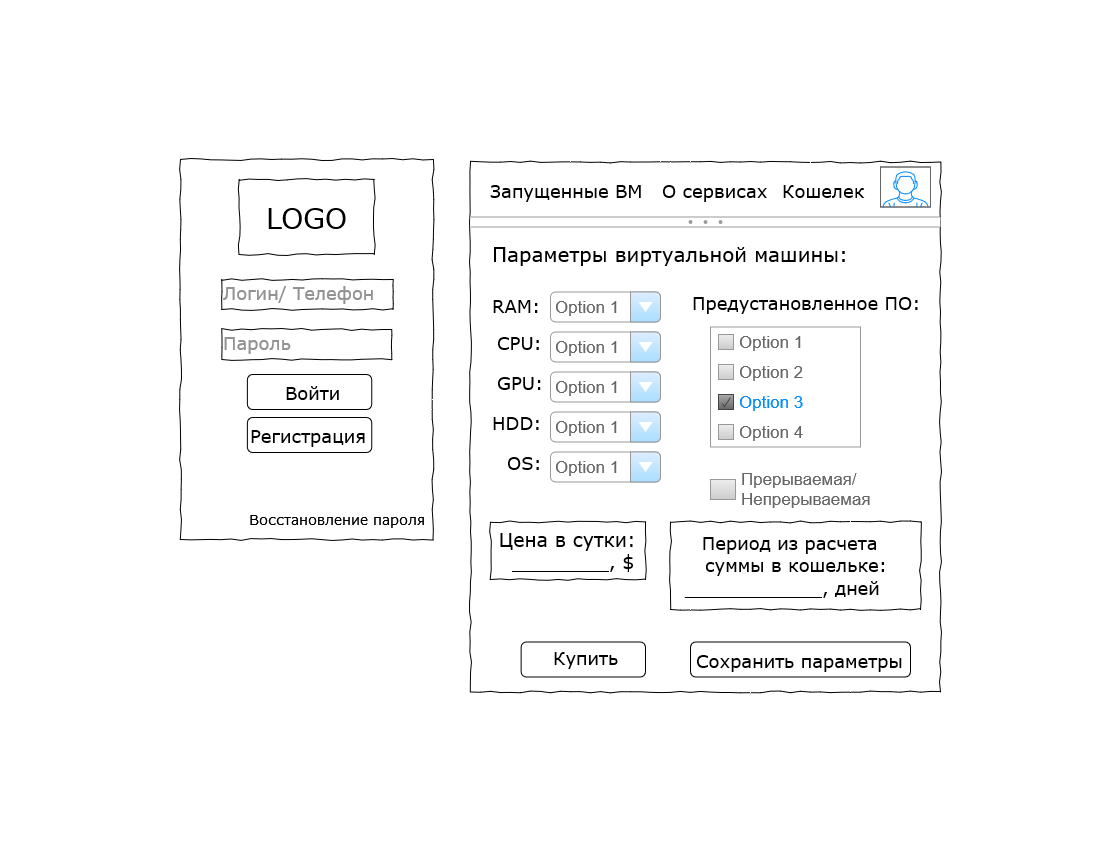 LOGO
Логин/ Телефон
Пароль
Войти
Регистрация
Восстановление пароля
Запущенные ВМ О сервисах Кошелек
Параметры виртуальной машины:
RAM: Option 1
CPU: Option 1
GPU: Option 1
HDD: Option 1
OS: Option 1
Предустановленное ПО:
Option 1
Option 2
Option 3
Option 4
Прерываемая/
Непрерываемая
Цена в сутки:
__________, $
Период из расчета
суммы в кошельке:
______________, дней
Купить
Сохранить параметры